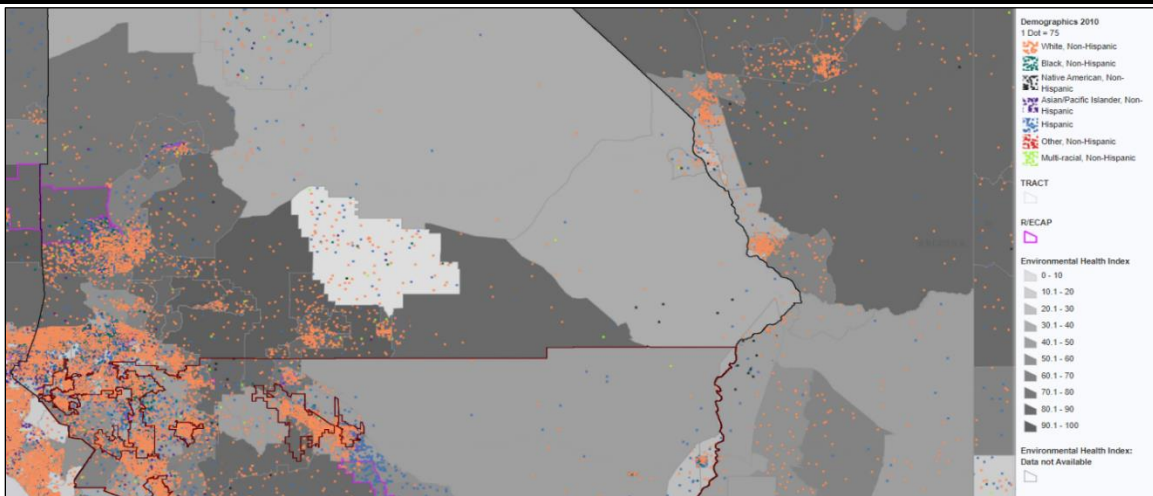 Demographics 2010
1 Dot = 75
White, Non-Hispanic
Black, Non-Hispanic
Native American, Non-
Hispanic
Asian/Pacific Islander, Non-
Hispanic
Hispanic
Other, Non-Hispanic
Multi-racial, Non-Hispanic
TRACT
R/ECAP
Environmental Health Index
0 - 10
10.1 - 20
20.1 - 30
30.1 - 40
40.1 - 50
50.1 - 60
60.1 - 70
70.1 - 80
80.1 - 90
90.1 - 100
Environmental Health Index:
Data not Available